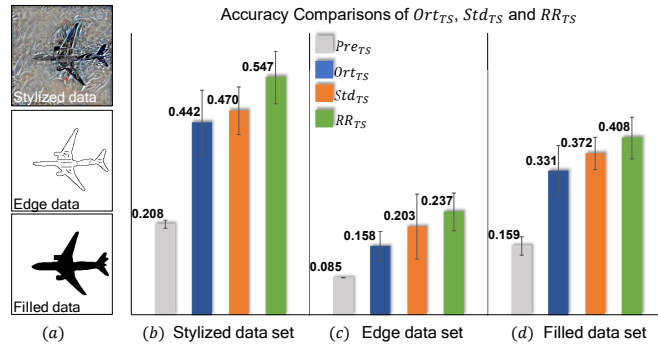 Accuracy Comparisons of Ort_TS, Std_TS and RR_TS
Stylized data
Edge data
Filled data
(a)
Pre_TS
Ort_TS
Std_TS
RR_TS
0.208
0.442
0.470
0.547
(b) Stylized data set
0.085
0.158
0.203
0.237
(c) Edge data set
0.159
0.331
0.372
0.408
(d) Filled data set